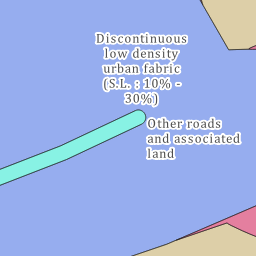 Discontinuous
low density
urban fabric
(S.L. : 10% -
30%)
Other roads
and associated
land